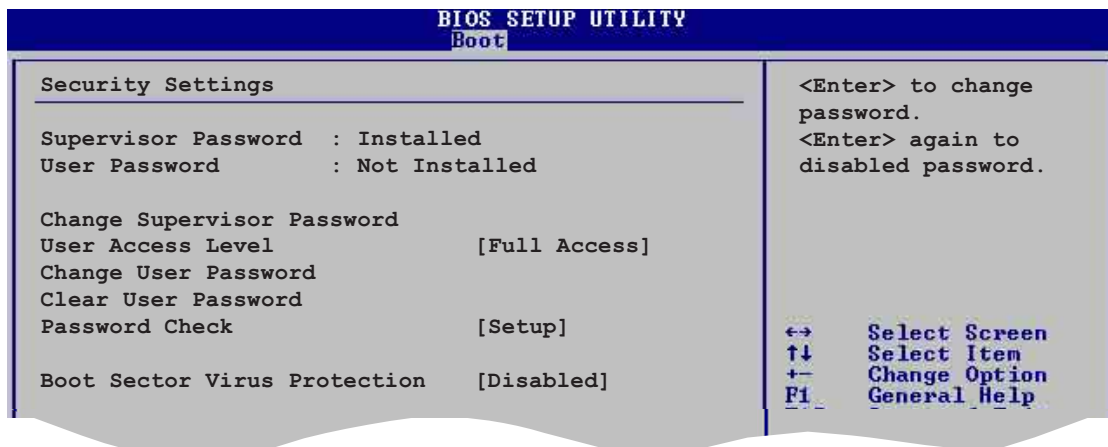 BIOS SETUP UTILITY
Boot
Security Settings
Supervisor Password : Installed
User Password : Not Installed
Change Supervisor Password
User Access Level [Full Access]
Change User Password
Clear User Password
Password Check [Setup]
Boot Sector Virus Protection [Disabled]
<Enter> to change
password.
<Enter> again to
disabled password.
←→ Select Screen
↑↓ Select Item
+- Change Option
F1 General Help